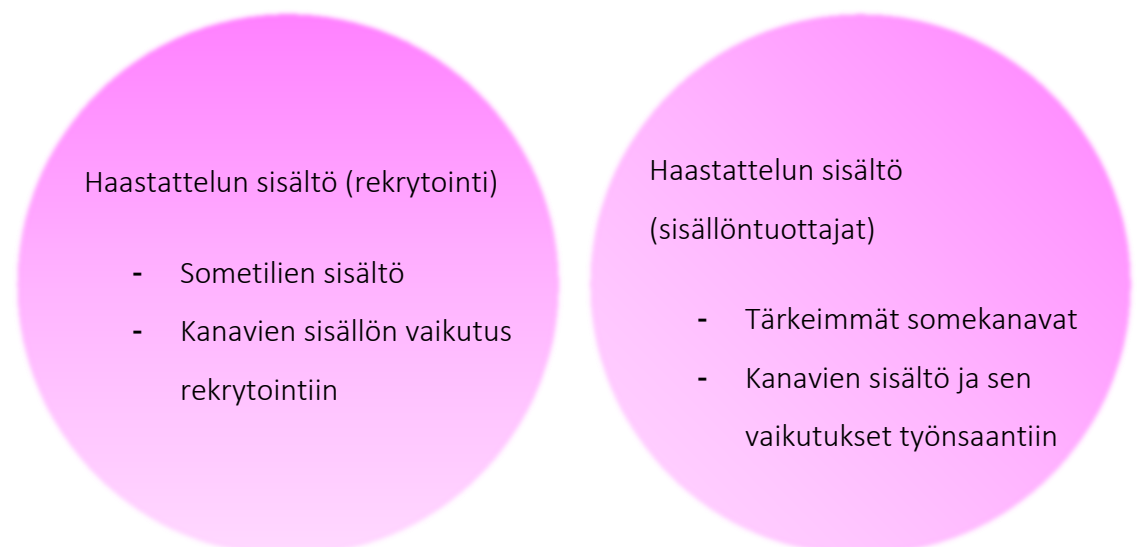 Haastattelun sisältö (rekrytointi)
- Sometilien sisältö
- Kanavien sisällön vaikutus
rekrytointiin
Haastattelun sisältö
(sisällöntuottajat)
- Tärkeimmät somekanavat
- Kanavien sisältö ja sen
vaikutukset työnsaantiin